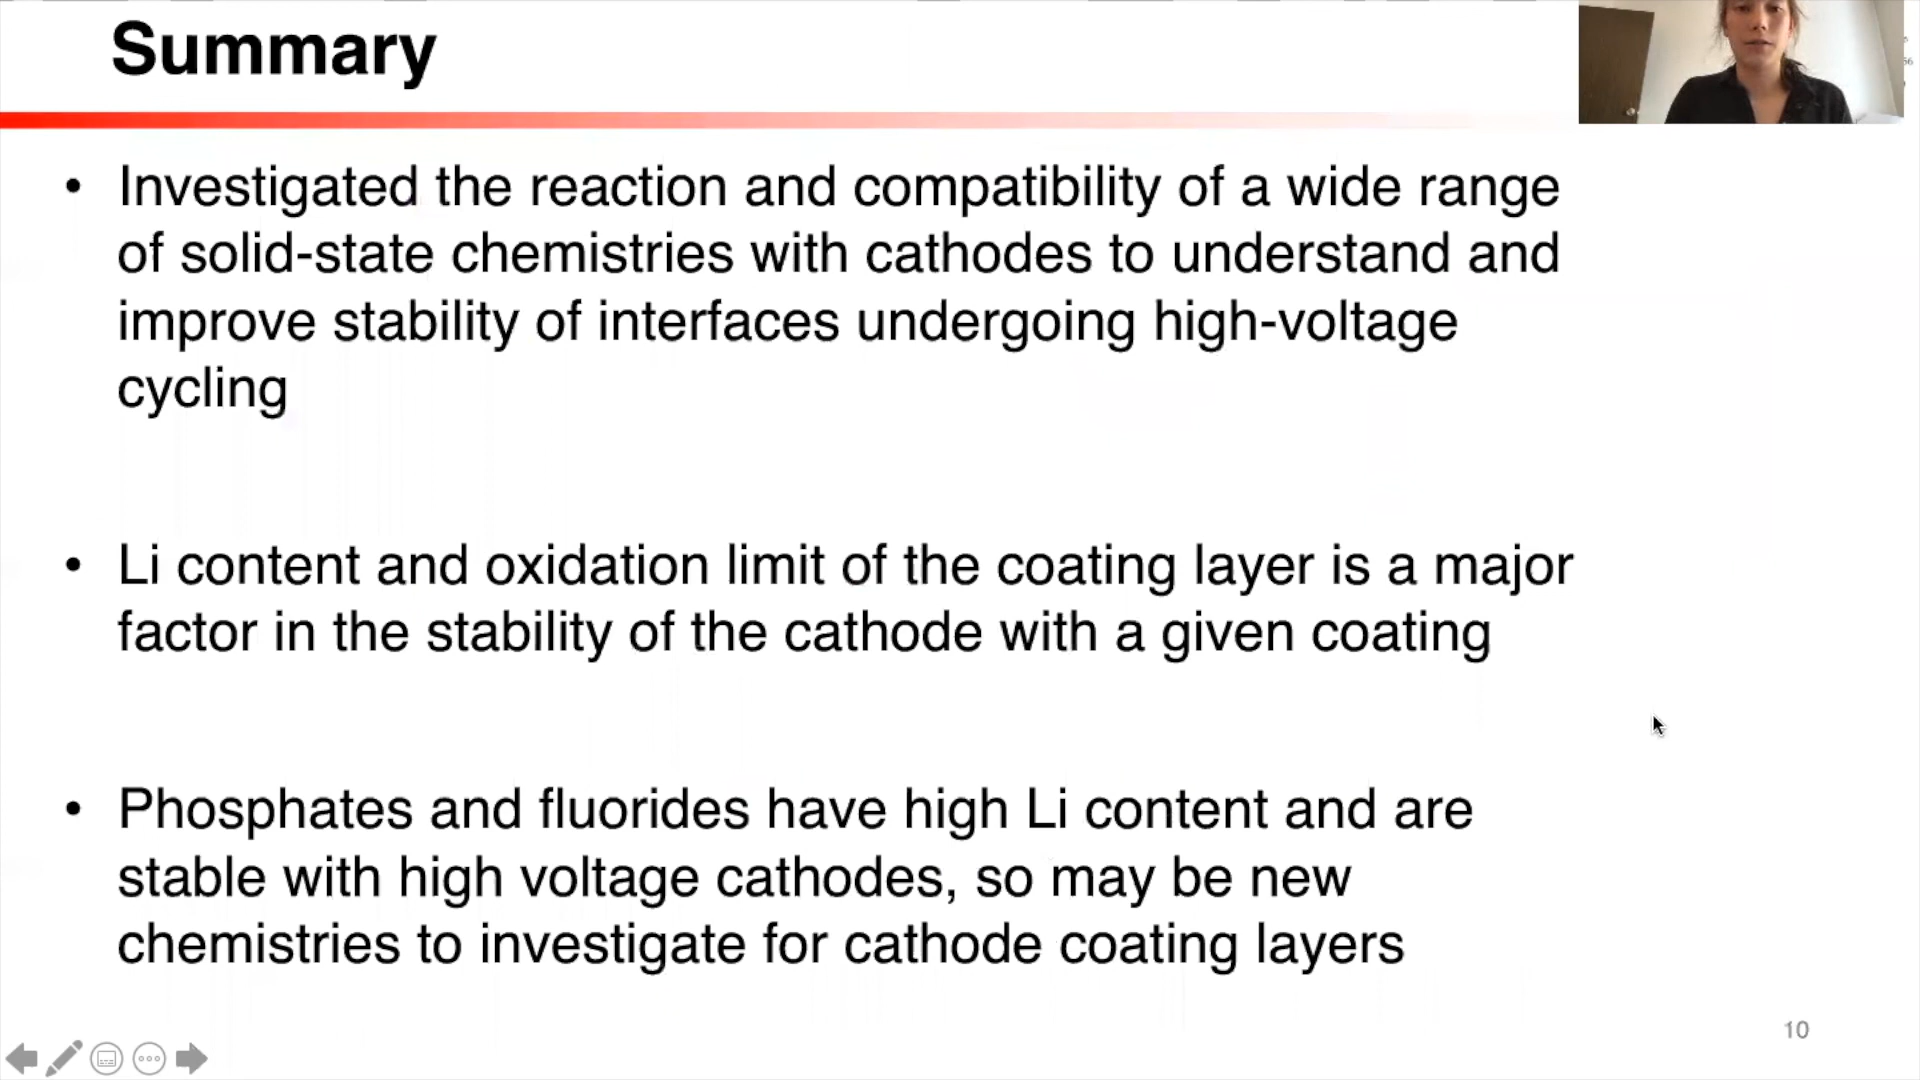 Summary
• Investigated the reaction and compatibility of a wide range
of solid-state chemistries with cathodes to understand and
improve stability of interfaces undergoing high-voltage
cycling
• Li content and oxidation limit of the coating layer is a major
factor in the stability of the cathode with a given coating
• Phosphates and fluorides have high Li content and are
stable with high voltage cathodes, so may be new
chemistries to investigate for cathode coating layers
10